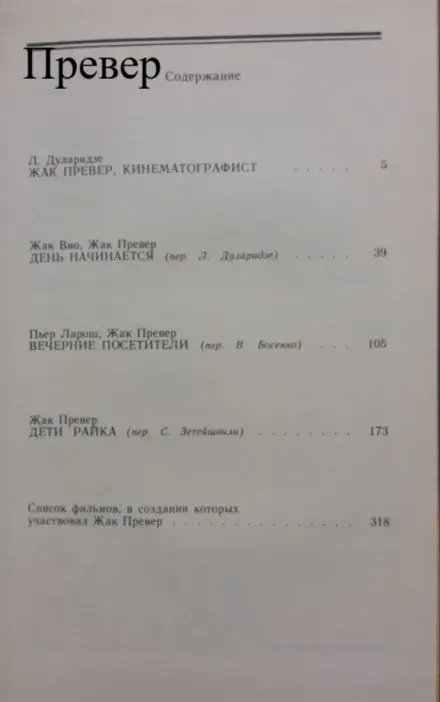 Превер
Содержание
Л. Дуларидзе
ЖАК ПРЕВЕР, КИНЕМАТОГРАФИСТ . . . . . 5
Жак Вио, Жак Превер
ДЕНЬ НАЧИНАЕТСЯ (пер. Л. Дуларидзе) . . . . . 39
Пьер Ларош, Жак Превер
ВЕЧЕРНИЕ ПОСЕТИТЕЛИ (пер. В. Босенко) . . . 105
Жак Превер
ДЕТИ РАЙКА (пер. С. Зетейшвили) . . . . . . . . 173
Список фильмов, в создании которых
участвовал Жак Превер . . . . . . . . . . . . . . 318